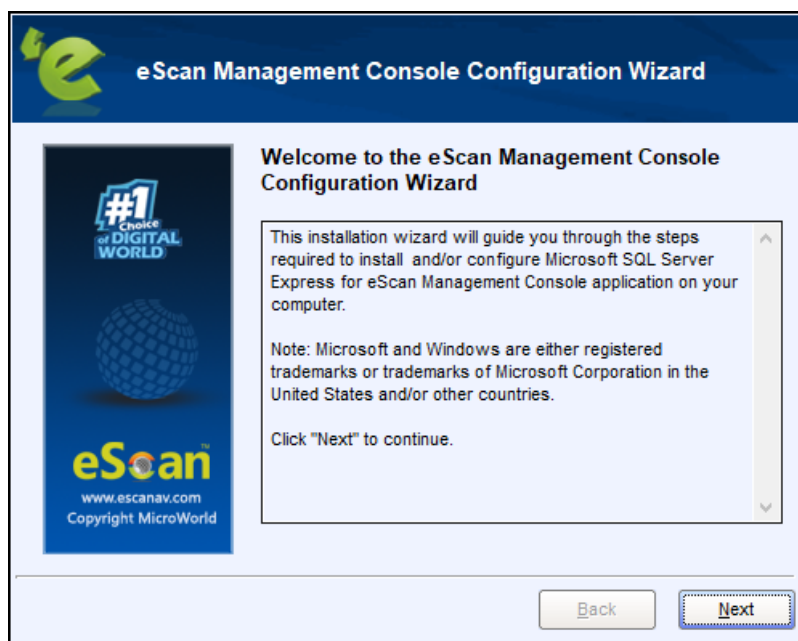 eScan Management Console Configuration Wizard
#1
Choice
of DIGITAL
WORLD
eScan™
www.escanav.com
Copyright MicroWorld
Welcome to the eScan Management Console
Configuration Wizard
This installation wizard will guide you through the steps
required to install and/or configure Microsoft SQL Server
Express for eScan Management Console application on your
computer.
Note: Microsoft and Windows are either registered
trademarks or trademarks of Microsoft Corporation in the
United States and/or other countries.
Click "Next" to continue.
Back
Next